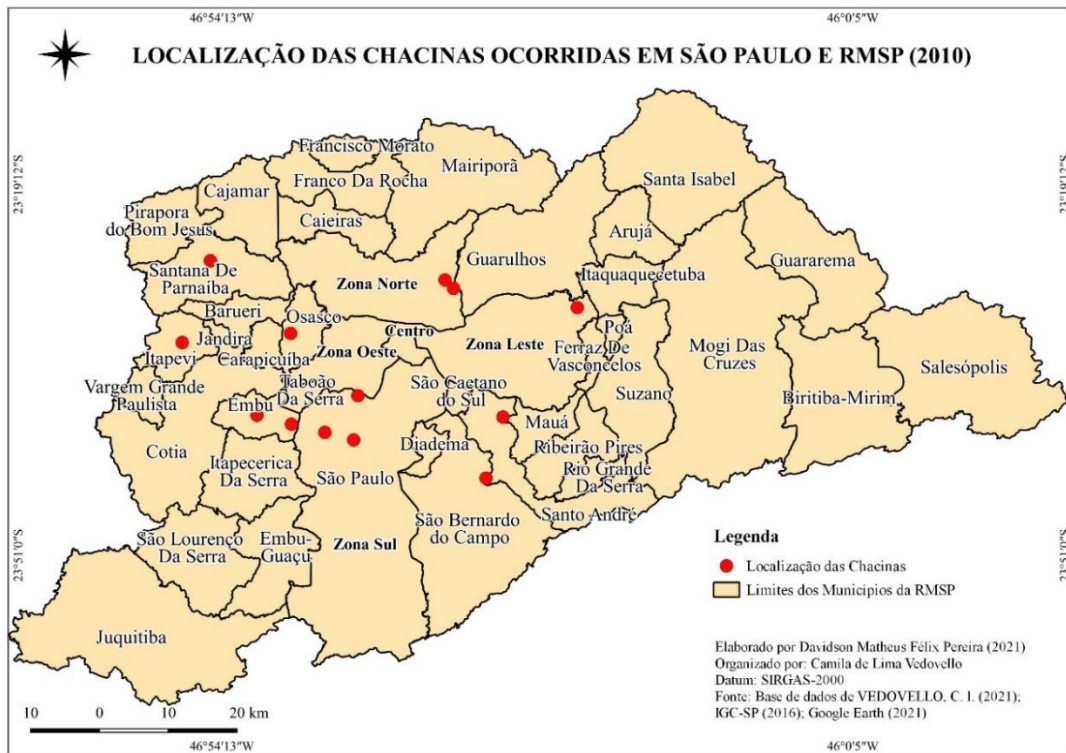 46°54'13"W
46°0'5"W
LOCALIZAÇÃO DAS CHACINAS OCORRIDAS EM SÃO PAULO E RMSP (2010)
23°19'12"S
23°19'12"S
Francisco Morato
Mairiporã
Franco Da Rocha
Cajamar
Santa Isabel
Pirapora
do Bom Jesus
Caieiras
Arujá
Guarulhos
Guararema
Santana De
Parnaíba
Zona Norte
Itaquaquecetuba
Barueri
Osasco
Jandira
Centro
Poá
Itapevi
Carapicuíba
Zona Oeste
Zona Leste
Ferraz De
Vasconcelos
Mogi Das
Cruzes
Salesópolis
Vargem Grande
Paulista
Taboão
Da Serra
São Caetano
do Sul
Suzano
Biritiba-Mirim
Embu
Mauá
Diadema
Ribeirão Pires
Cotia
Itapecerica
Da Serra
São Paulo
Rio Grande
Da Serra
São Bernardo
do Campo
Santo André
São Lourenço
Da Serra
Embu-
Guaçu
Zona Sul
23°51'0"S
23°51'0"S
Juquitiba
Legenda
Localização das Chacinas
Limites dos Municípios da RMSP
Elaborado por Davidson Matheus Félix Pereira (2021)
Organizado por: Camila de Lima Vedovello
Datum: SIRGAS-2000
Fonte: Base de dados de VEDOVELLO, C. l. (2021);
IGC-SP (2016); Google Earth (2021)
10 0 10 20 km
46°54'13"W
46°0'5"W